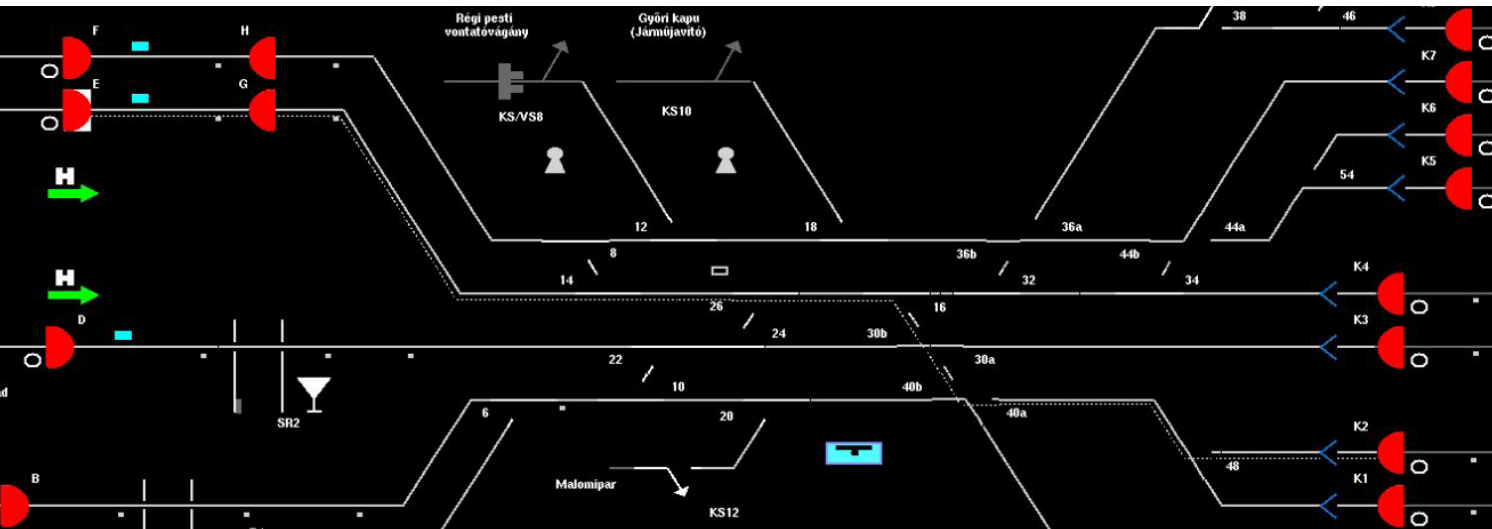 Régi pesti
vontatóvágány
Győri kapu
(Járműjavító)
38
46
F
H
K7
E
G
KS/VS8
KS10
K6
K5
54
H
12
18
36a
44a
8
36b
44b
14
32
34
K4
H
26
16
D
24
30b
K3
22
30a
10
40b
6
20
40a
SR2
K2
48
B
Malomipar
K1
KS12